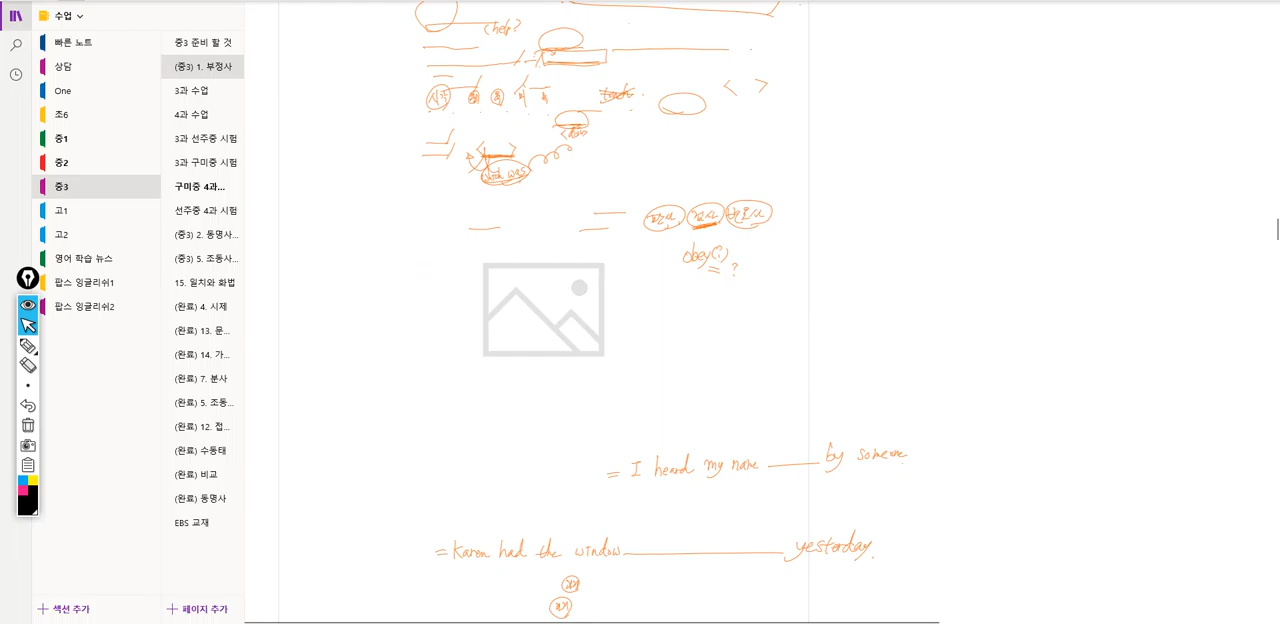 수업
빠른 노트
상담
One
초6
중1
중2
중3
고1
고2
영어 학습 뉴스
팝스 잉글리쉬1
팝스 잉글리쉬2
섹션 추가
중3 준비 할 것
(중3) 1. 부정사
3과 수업
4과 수업
3과 선주중 시험
3과 구미중 시험
구미중 4과...
선주중 4과 시험
(중3) 2. 동명사...
(중3) 5. 조동사...
15. 일치와 화법
(완료) 4. 시제
(완료) 13. 문...
(완료) 14. 가...
(완료) 7. 분사
(완료) 5. 조동...
(완료) 12. 접...
(완료) 수동태
(완료) 비교
(완료) 동명사
EBS 교재
페이지 추가
(help?
시각
obey(?)
= ?
= I heard my name by someone.
= Karen had the window yesterday.